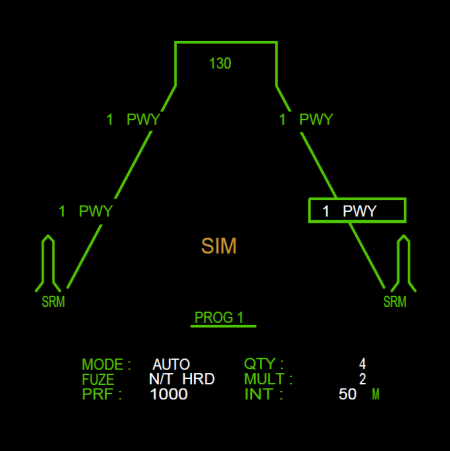 130
1 PWY 1 PWY
1 PWY 1 PWY
SIM
SRM SRM
PROG 1
MODE : AUTO QTY : 4
FUZE N/T HRD MULT : 2
PRF : 1000 INT : 50 M